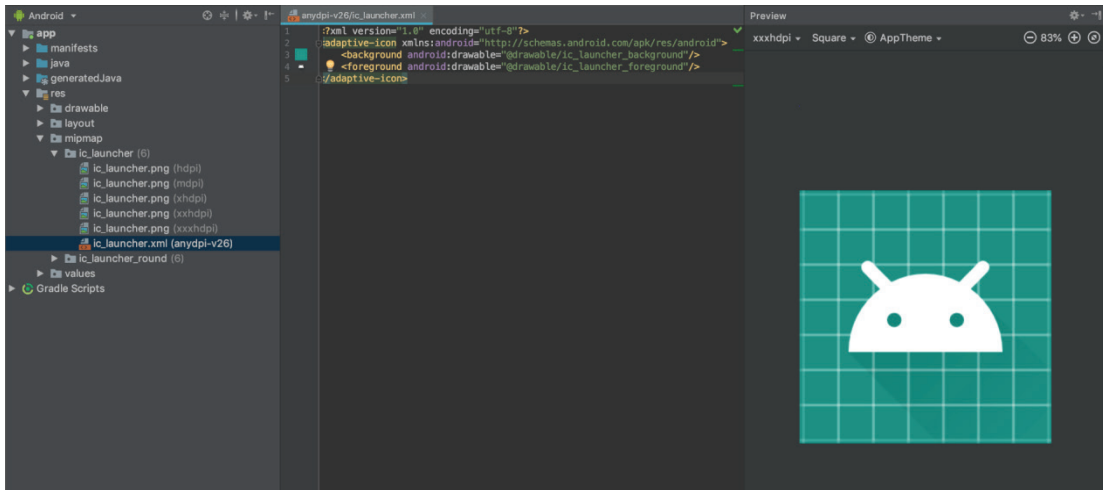 Android
app
manifests
java
generatedJava
res
drawable
layout
mipmap
ic_launcher (6)
ic_launcher.png (hdpi)
ic_launcher.png (mdpi)
ic_launcher.png (xhdpi)
ic_launcher.png (xxhdpi)
ic_launcher.png (xxxhdpi)
ic_launcher.xml (anydpi-v26)
ic_launcher_round (6)
values
Gradle Scripts
anydpi-v26/ic_launcher.xml
1 ?xml version="1.0" encoding="utf-8"?>
2 adaptive-icon xmlns:android="http://schemas.android.com/apk/res/android">
3 <background android:drawable="@drawable/ic_launcher_background"/>
4 <foreground android:drawable="@drawable/ic_launcher_foreground"/>
5 /adaptive-icon>
Preview
xxxhdpi Square AppTheme 83%